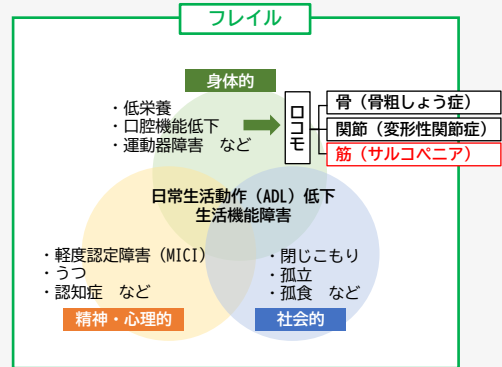 フレイル
身体的
・低栄養
・口腔機能低下
・運動器障害　など
ロコモ
骨（骨粗しょう症）
関節（変形性関節症）
筋（サルコペニア）
日常生活動作（ADL）低下
生活機能障害
・軽度認定障害（MICI）
・うつ
・認知症　など
精神・心理的
・閉じこもり
・孤立
・孤食　など
社会的